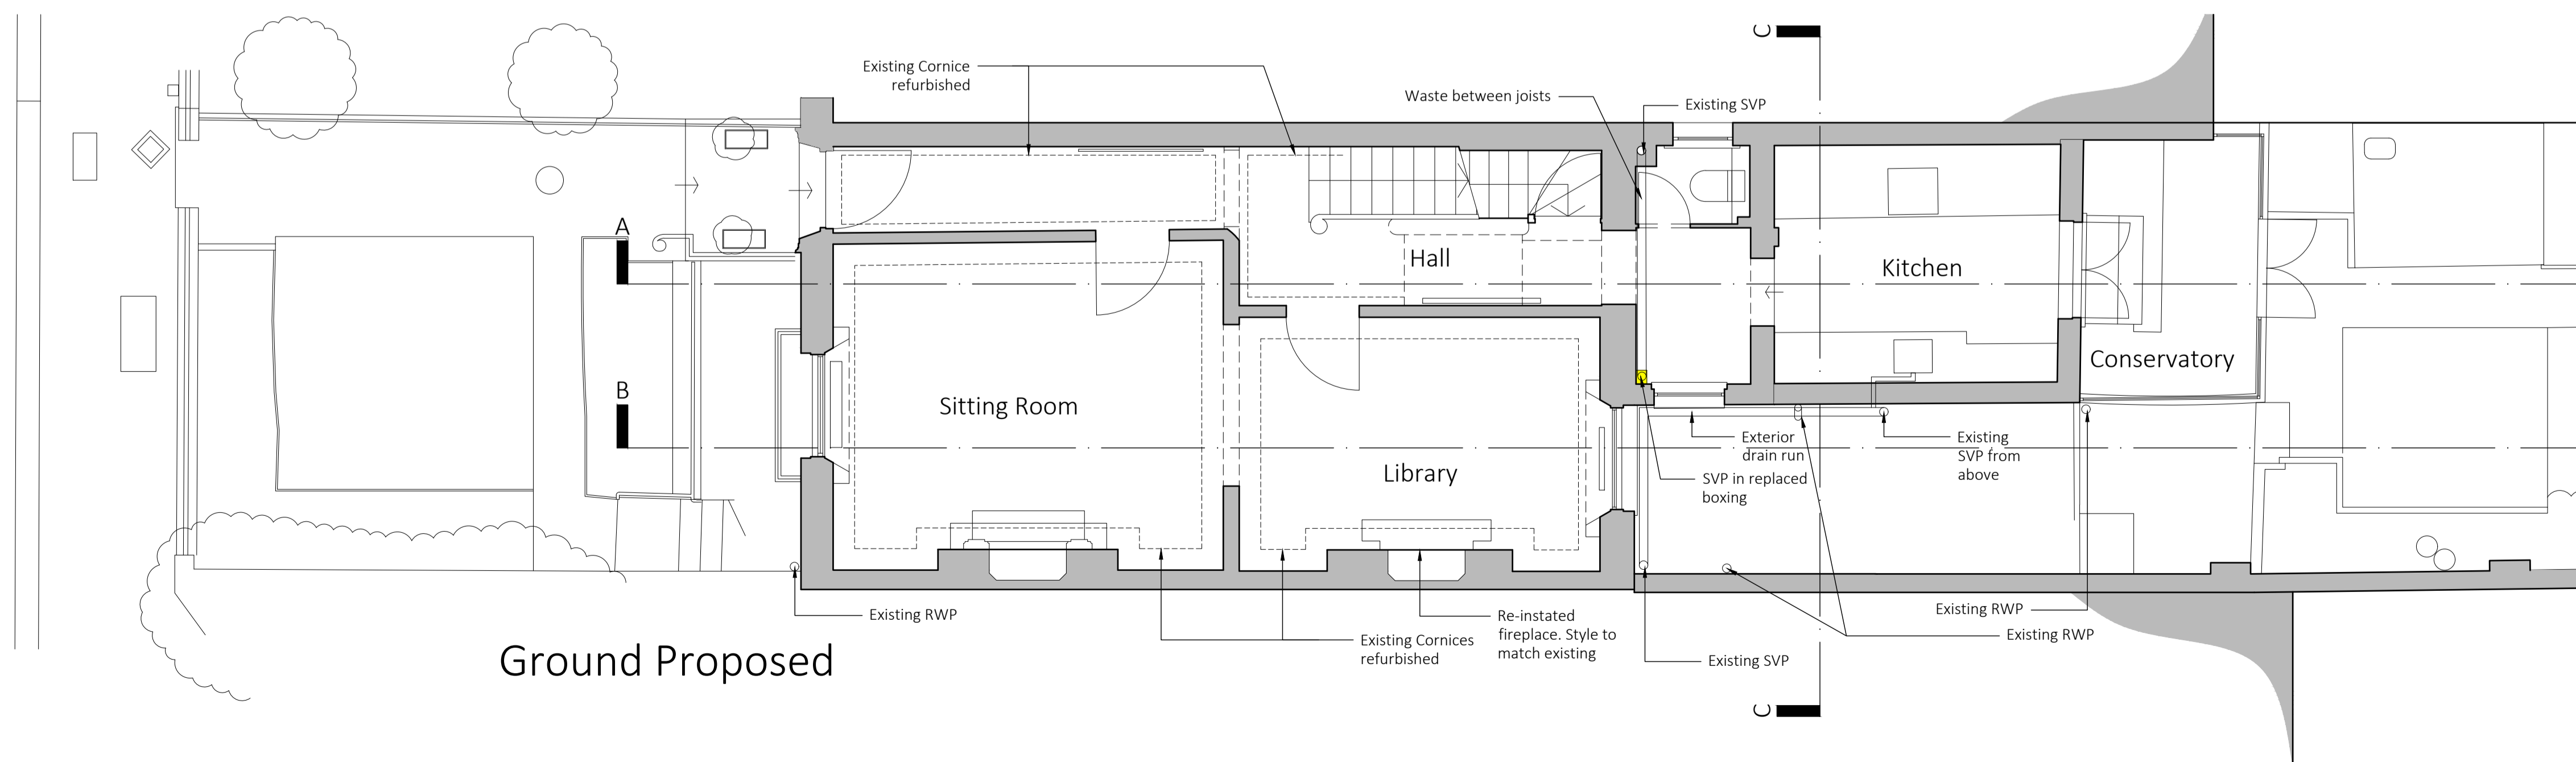 C
Existing Cornice
refurbished
Waste between joists
Existing SVP
A
Hall
Kitchen
Conservatory
B
Sitting Room
Library
Exterior
drain run
Existing
SVP from
above
SVP in replaced
boxing
Existing RWP
Existing RWP
Existing RWP
Re-instated
fireplace. Style to
match existing
Existing Cornices
refurbished
Existing SVP
Ground Proposed
C